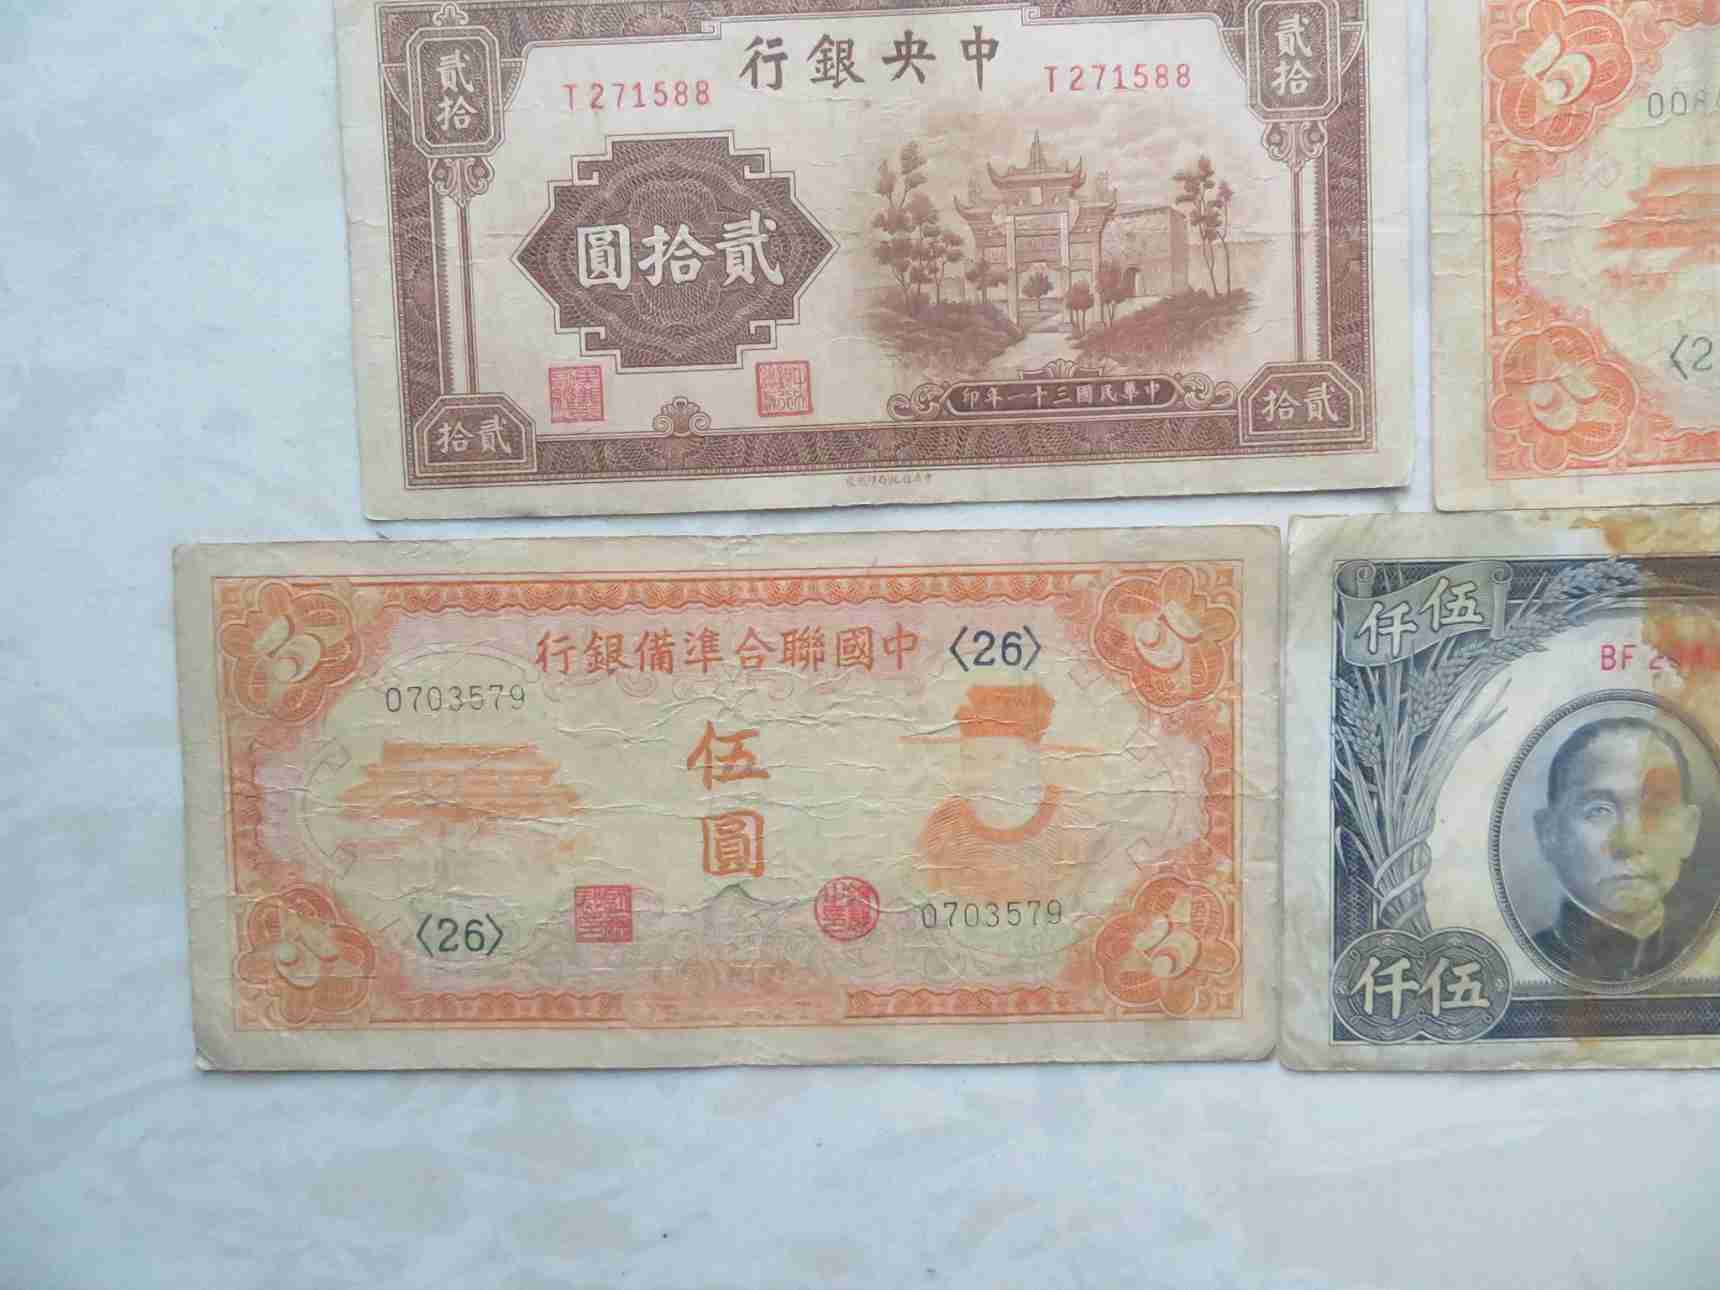 中央銀行
T271588
T271588
貳拾
貳拾
貳拾圓
中華民國三十一年印
貳拾
貳拾
中國聯合準備銀行
〈26〉
0703579
伍圓
〈26〉
0703579
伍仟
BF
伍仟